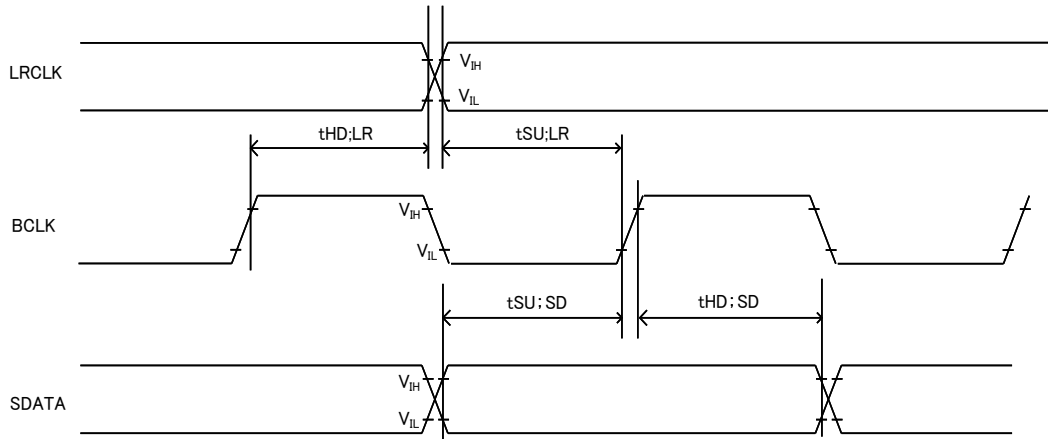 LRCLK
VIH
VIL
tHD;LR
tSU;LR
BCLK
VIH
VIL
tSU;SD
tHD;SD
SDATA
VIH
VIL